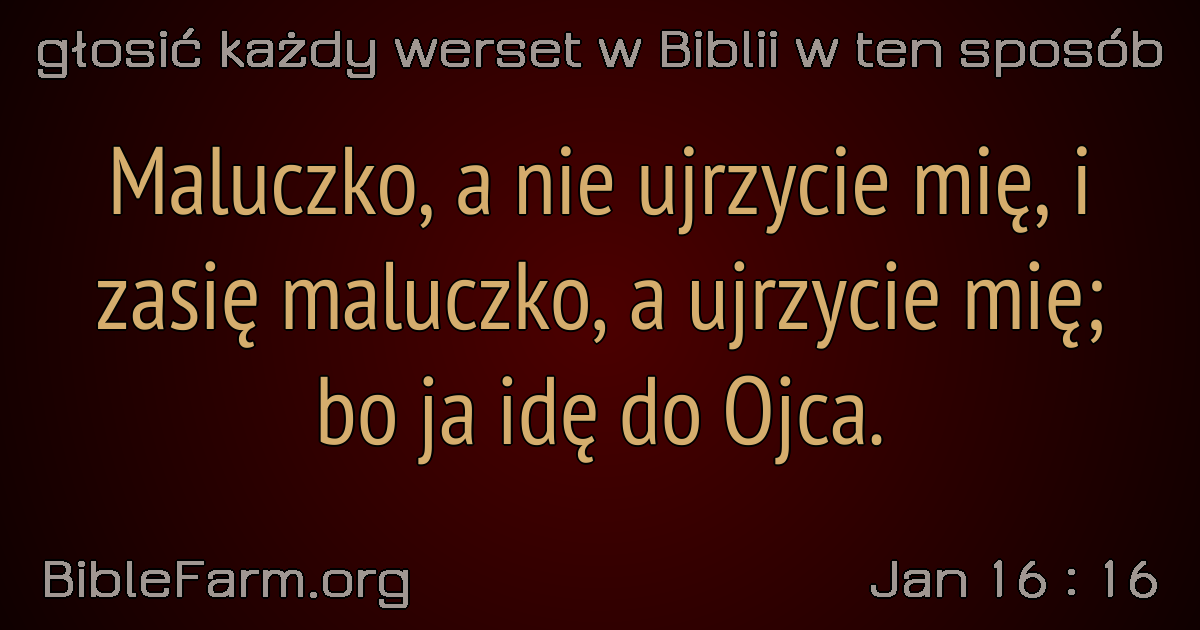 głosić każdy werset w Biblii w ten sposób
Maluczko, a nie ujrzycie mię, i
zasię maluczko, a ujrzycie mię;
bo ja idę do Ojca.
BibleFarm.org
Jan 16 : 16